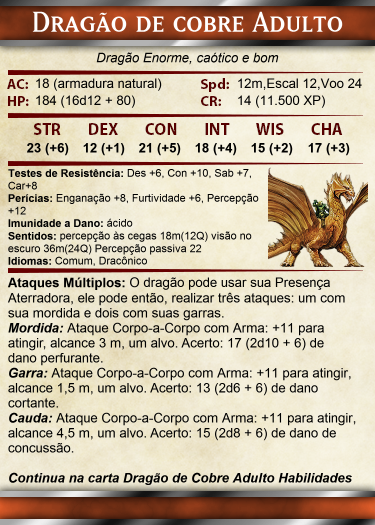 Dragão de cobre Adulto
Dragão Enorme, caótico e bom
AC: 18 (armadura natural) Spd: 12m,Escal 12,Voo 24
HP: 184 (16d12 + 80) CR: 14 (11.500 XP)
STR DEX CON INT WIS CHA
23 (+6) 12 (+1) 21 (+5) 18 (+4) 15 (+2) 17 (+3)
Testes de Resistência: Des +6, Con +10, Sab +7,
Car+8
Perícias: Enganação +8, Furtividade +6, Percepção
+12
Imunidade a Dano: ácido
Sentidos: percepção às cegas 18m(12Q) visão no
escuro 36m(24Q) Percepção passiva 22
Idiomas: Comum, Dracônico
Ataques Múltiplos: O dragão pode usar sua Presença
Aterradora, ele pode então, realizar três ataques: um com
sua mordida e dois com suas garras.
Mordida: Ataque Corpo-a-Corpo com Arma: +11 para
atingir, alcance 3 m, um alvo. Acerto: 17 (2d10 + 6) de
dano perfurante.
Garra: Ataque Corpo-a-Corpo com Arma: +11 para atingir,
alcance 1,5 m, um alvo. Acerto: 13 (2d6 + 6) de dano
cortante.
Cauda: Ataque Corpo-a-Corpo com Arma: +11 para atingir,
alcance 4,5 m, um alvo. Acerto: 15 (2d8 + 6) de dano de
concussão.
Continua na carta Dragão de Cobre Adulto Habilidades